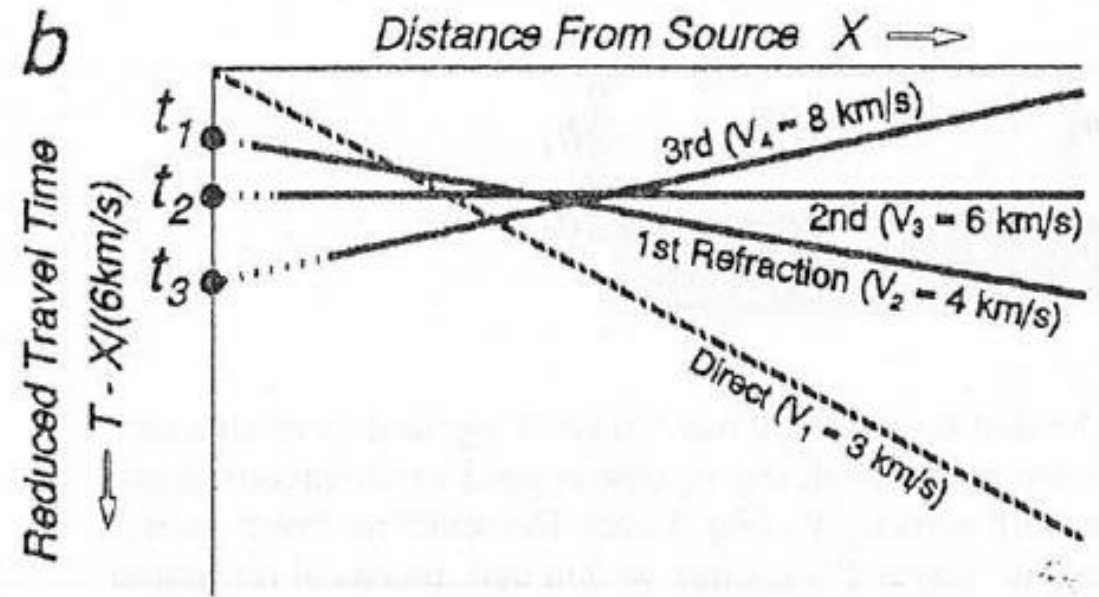 b
Distance From Source X ⇒
t₁
t₂
t₃
Reduced Travel Time
T - X/(6km/s)
3rd (V₄ = 8 km/s)
2nd (V₃ = 6 km/s)
1st Refraction (V₂ = 4 km/s)
Direct (V₁ = 3 km/s)